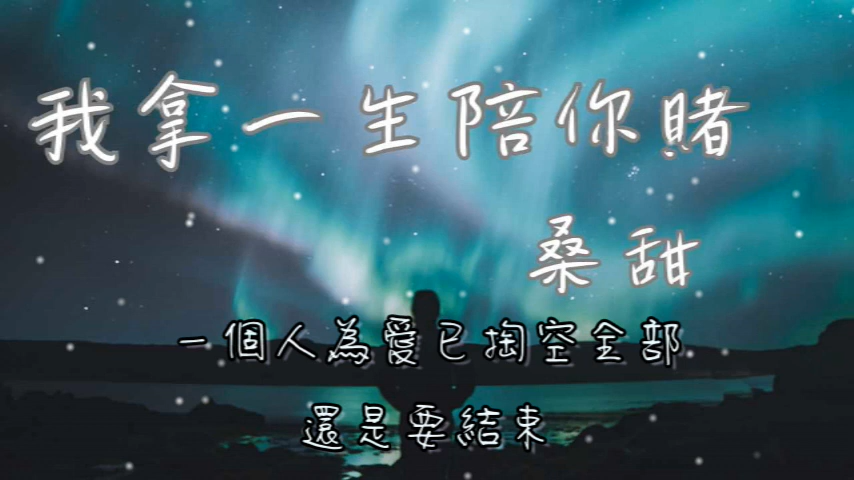 我拿一生陪你賭
桑甜
一個人為愛已掏空全部
還是要結束